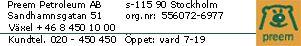 Preem Petroleum AB s-115 90 Stockholm
Sandhamnsgatan 51 org.nr: 556072-6977
Växel +46 8 450 10 00
Kundtel. 020 - 450 450 Öppet: vard 7-19
preem